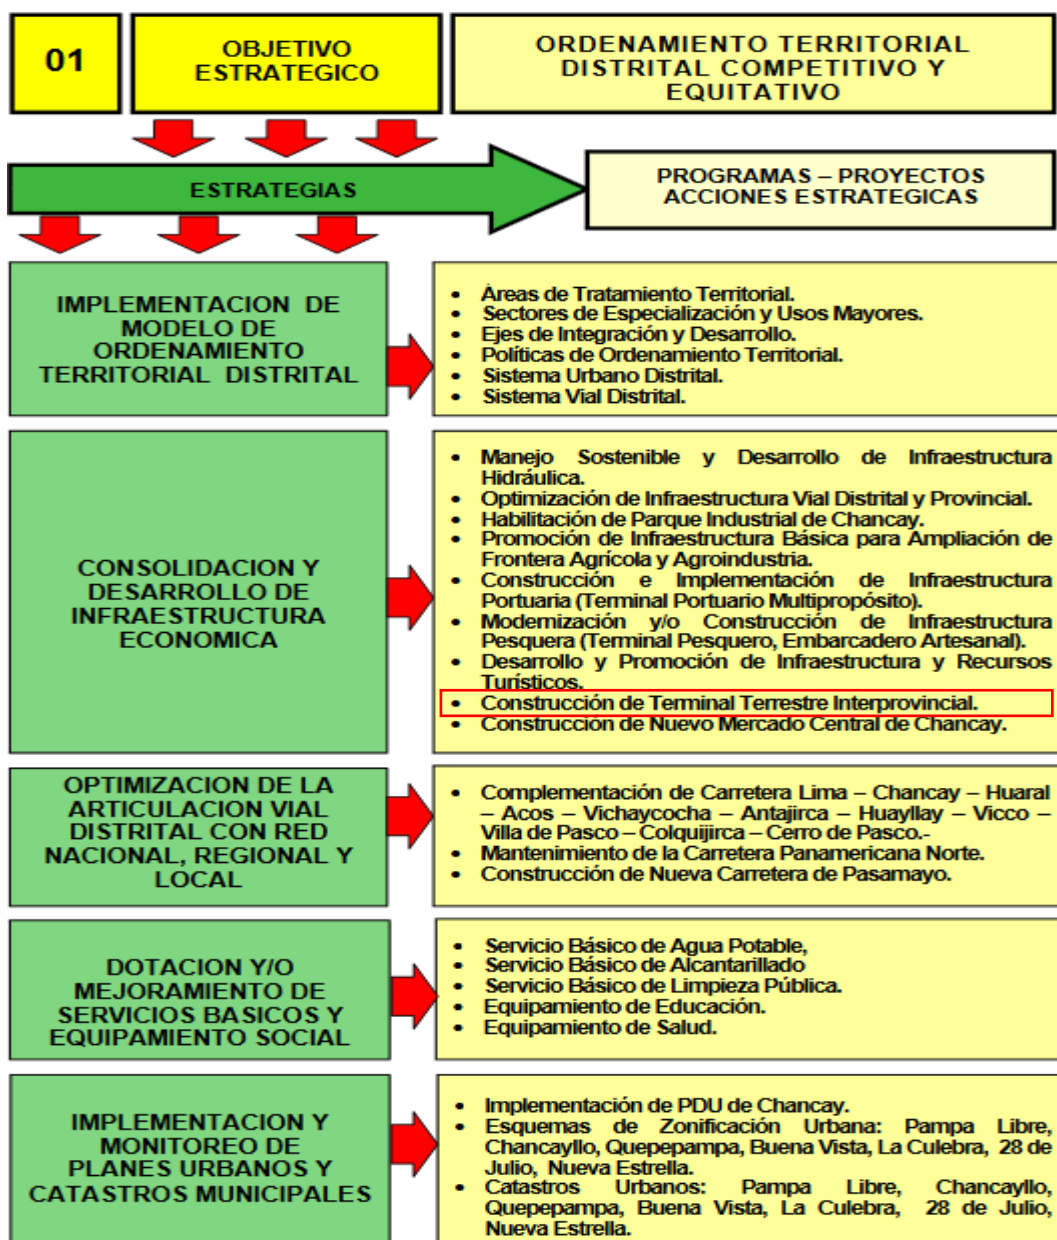 01
OBJETIVO
ESTRATEGICO
ORDENAMIENTO TERRITORIAL
DISTRITAL COMPETITIVO Y
EQUITATIVO
ESTRATEGIAS
PROGRAMAS – PROYECTOS
ACCIONES ESTRATEGICAS
IMPLEMENTACION DE
MODELO DE
ORDENAMIENTO
TERRITORIAL DISTRITAL
• Áreas de Tratamiento Territorial.
• Sectores de Especialización y Usos Mayores.
• Ejes de Integración y Desarrollo.
• Políticas de Ordenamiento Territorial.
• Sistema Urbano Distrital.
• Sistema Vial Distrital.
CONSOLIDACION Y
DESARROLLO DE
INFRAESTRUCTURA
ECONOMICA
• Manejo Sostenible y Desarrollo de Infraestructura
Hidráulica.
• Optimización de Infraestructura Vial Distrital y Provincial.
• Habilitación de Parque Industrial de Chancay.
• Promoción de Infraestructura Básica para Ampliación de
Frontera Agrícola y Agroindustria.
• Construcción e Implementación de Infraestructura
Portuaria (Terminal Portuario Multipropósito).
• Modernización y/o Construcción de Infraestructura
Pesquera (Terminal Pesquero, Embarcadero Artesanal).
• Desarrollo y Promoción de Infraestructura y Recursos
Turísticos.
• Construcción de Terminal Terrestre Interprovincial.
• Construcción de Nuevo Mercado Central de Chancay.
OPTIMIZACION DE LA
ARTICULACION VIAL
DISTRITAL CON RED
NACIONAL, REGIONAL Y
LOCAL
• Complementación de Carretera Lima – Chancay – Huaral
– Acos – Vichaycocha – Antajirca – Huayllay – Vicco –
Villa de Pasco – Colquijirca – Cerro de Pasco.-
• Mantenimiento de la Carretera Panamericana Norte.
• Construcción de Nueva Carretera de Pasamayo.
DOTACION Y/O
MEJORAMIENTO DE
SERVICIOS BASICOS Y
EQUIPAMIENTO SOCIAL
• Servicio Básico de Agua Potable,
• Servicio Básico de Alcantarillado
• Servicio Básico de Limpieza Pública.
• Equipamiento de Educación.
• Equipamiento de Salud.
IMPLEMENTACION Y
MONITOREO DE
PLANES URBANOS Y
CATASTROS MUNICIPALES
• Implementación de PDU de Chancay.
• Esquemas de Zonificación Urbana: Pampa Libre,
Chancayllo, Quepepampa, Buena Vista, La Culebra, 28 de
Julio, Nueva Estrella.
• Catastros Urbanos: Pampa Libre, Chancayllo,
Quepepampa, Buena Vista, La Culebra, 28 de Julio,
Nueva Estrella.